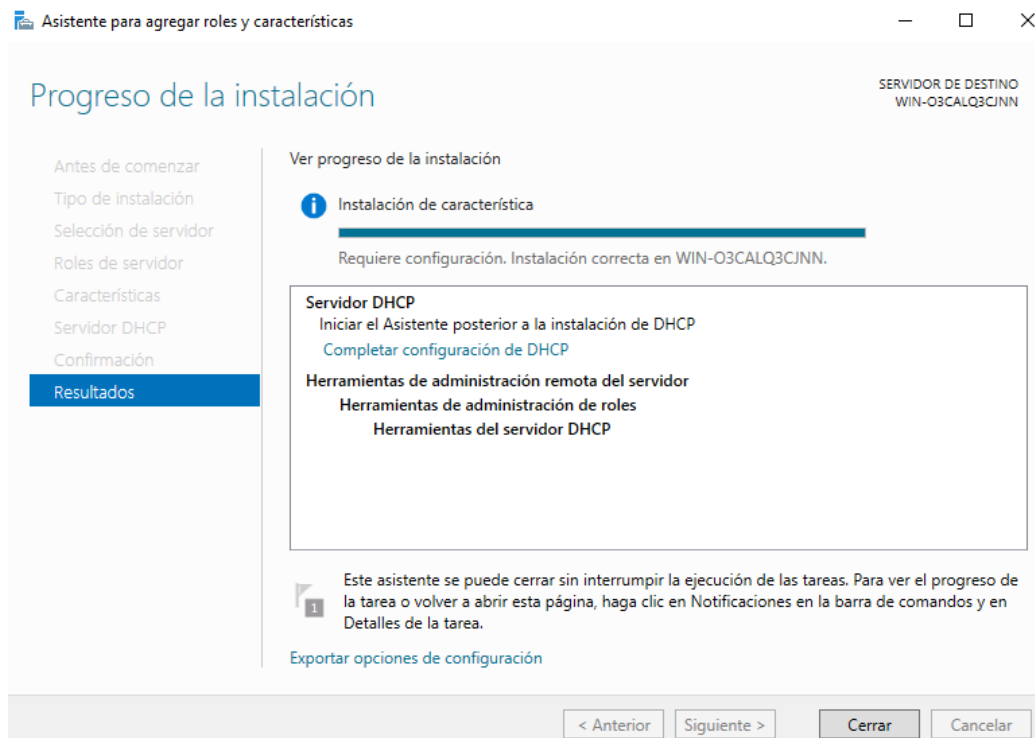 Asistente para agregar roles y características
Progreso de la instalación
SERVIDOR DE DESTINO
WIN-O3CALQ3CJNN
Antes de comenzar
Tipo de instalación
Selección de servidor
Roles de servidor
Características
Servidor DHCP
Confirmación
Resultados
Ver progreso de la instalación
Instalación de característica
Requiere configuración. Instalación correcta en WIN-O3CALQ3CJNN.
Servidor DHCP
Iniciar el Asistente posterior a la instalación de DHCP
Completar configuración de DHCP
Herramientas de administración remota del servidor
Herramientas de administración de roles
Herramientas del servidor DHCP
1
Este asistente se puede cerrar sin interrumpir la ejecución de las tareas. Para ver el progreso de
la tarea o volver a abrir esta página, haga clic en Notificaciones en la barra de comandos y en
Detalles de la tarea.
Exportar opciones de configuración
< Anterior
Siguiente >
Cerrar
Cancelar